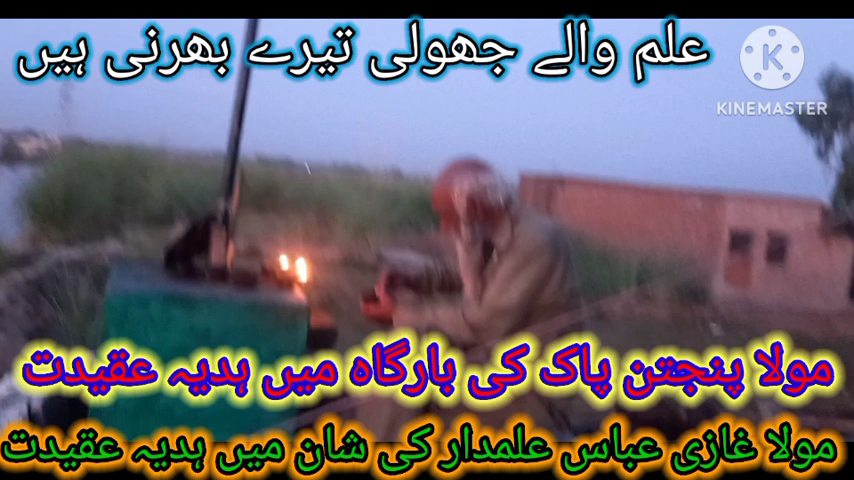 علم والے جھولی تیرے بھرنی ہیں
K
KINEMASTER
مولا پنجتن پاک کی بارگاہ میں ہدیہ عقیدت
مولا غازی عباس علمدار کی شان میں ہدیہ عقیدت